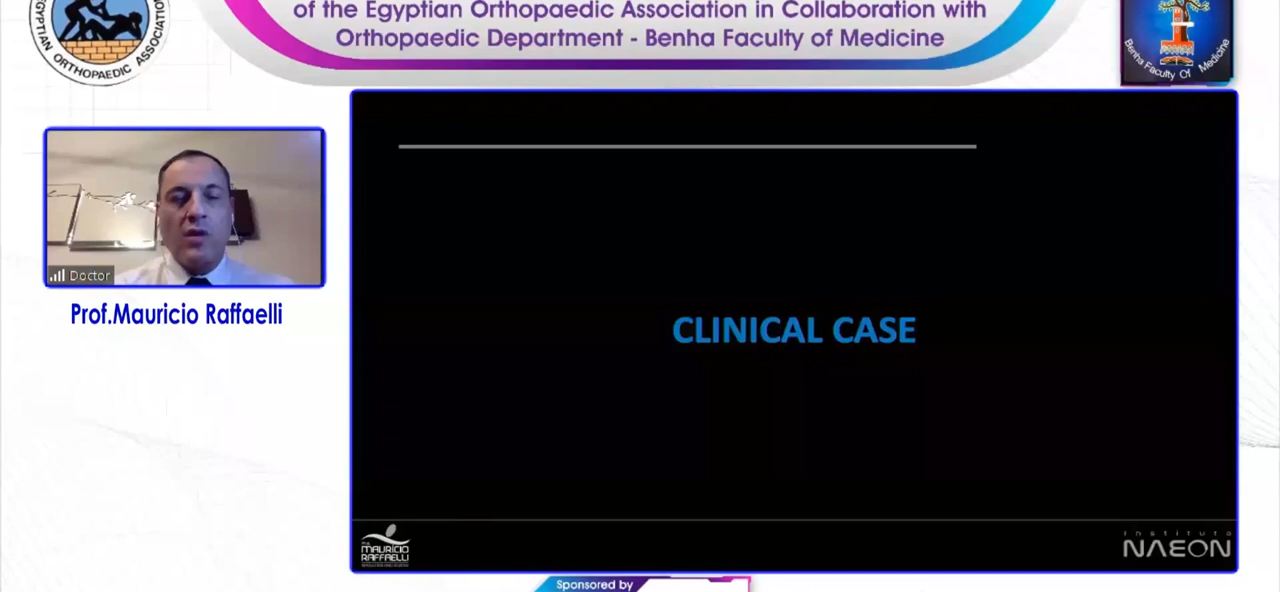 of the Egyptian Orthopaedic Association in Collaboration with
Orthopaedic Department - Benha Faculty of Medicine
EGYPTIAN ORTHOPAEDIC ASSOCIATION
Benha Faculty Of Medicine
Doctor
Prof.Mauricio Raffaelli
CLINICAL CASE
MAURICIO
RAFFAELLI
Instituto
NAEON
Sponsored by